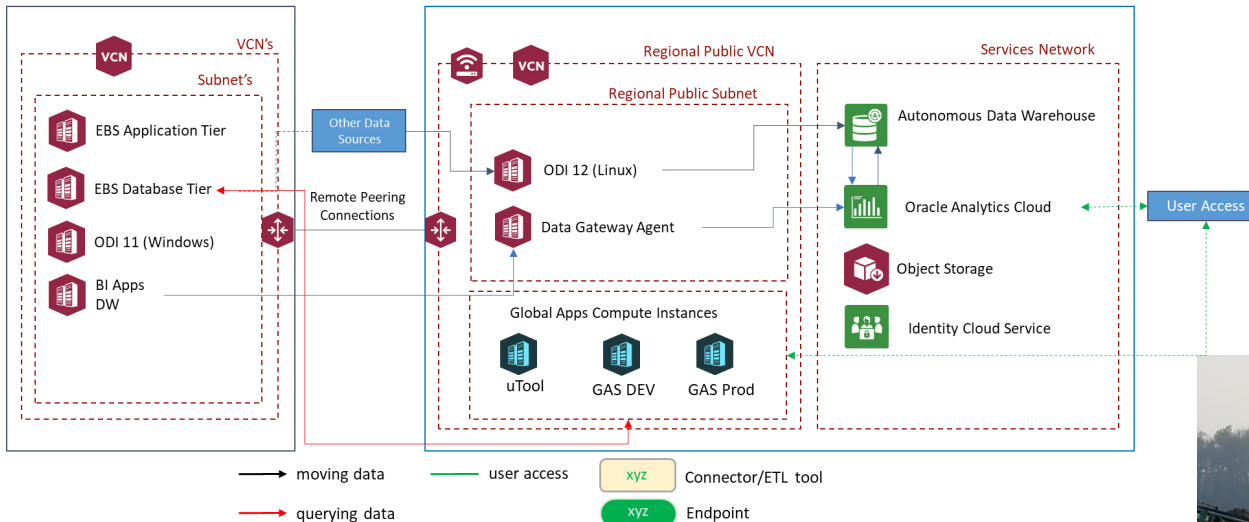 VCN
VCN's
Subnet's
EBS Application Tier
EBS Database Tier
ODI 11 (Windows)
BI Apps
DW
Other Data
Sources
Remote Peering
Connections
VCN
Regional Public VCN
Regional Public Subnet
ODI 12 (Linux)
Data Gateway Agent
Global Apps Compute Instances
uTool
GAS DEV
GAS Prod
Services Network
Autonomous Data Warehouse
Oracle Analytics Cloud
Object Storage
Identity Cloud Service
User Access
moving data
user access
xyz
Connector/ETL tool
querying data
xyz
Endpoint